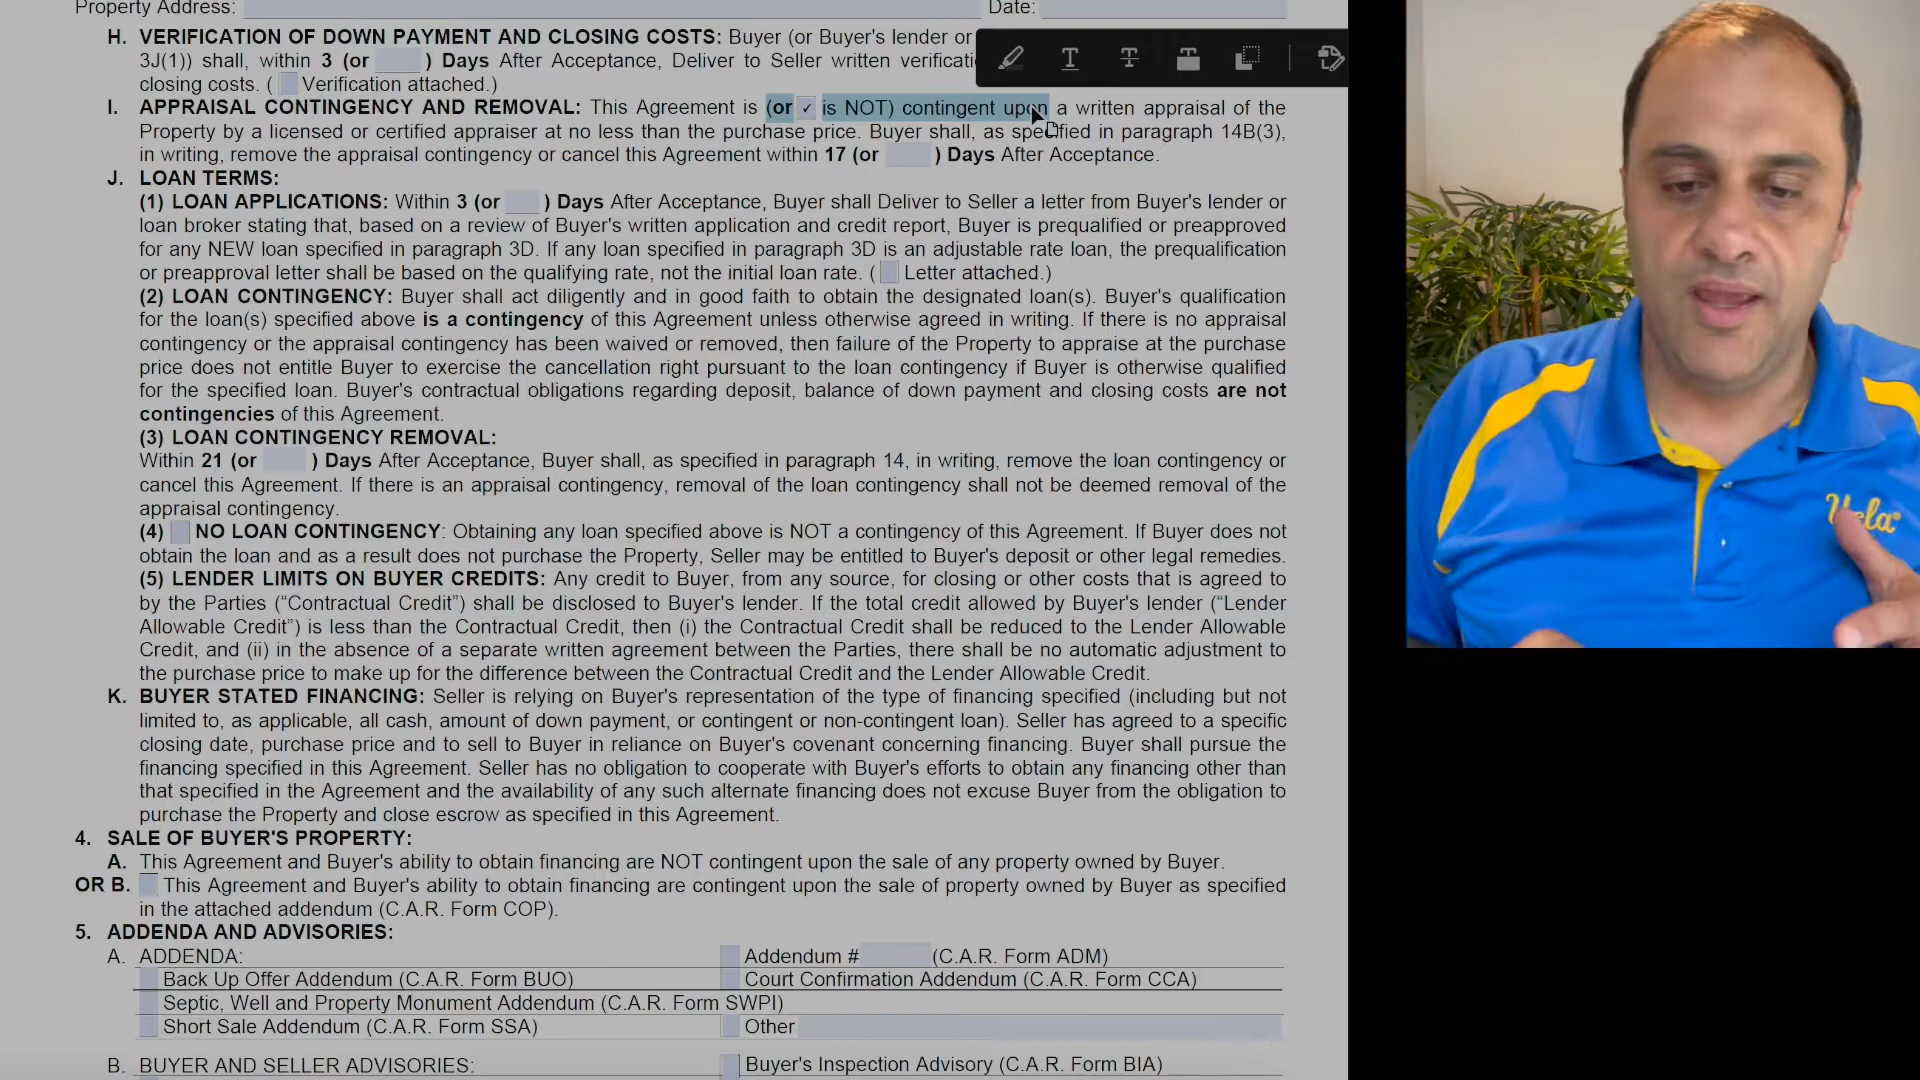 Property Address: Date:
H. VERIFICATION OF DOWN PAYMENT AND CLOSING COSTS: Buyer (or Buyer's lender or
3J(1)) shall, within 3 (or ) Days After Acceptance, Deliver to Seller written
closing costs. ( Verification attached.)
I. APPRAISAL CONTINGENCY AND REMOVAL: This Agreement is (or ✓ is NOT) contingent upon a written appraisal of the
Property by a licensed or certified appraiser at no less than the purchase price. Buyer shall, as specified in paragraph 14B(3),
in writing, remove the appraisal contingency or cancel this Agreement within 17 (or ) Days After Acceptance.
J. LOAN TERMS:
(1) LOAN APPLICATIONS: Within 3 (or ) Days After Acceptance, Buyer shall Deliver to Seller a letter from Buyer's lender or
loan broker stating that, based on a review of Buyer's written application and credit report, Buyer is prequalified or preapproved
for any NEW loan specified in paragraph 3D. If any loan specified in paragraph 3D is an adjustable rate loan, the prequalification
or preapproval letter shall be based on the qualifying rate, not the initial loan rate. ( Letter attached.)
(2) LOAN CONTINGENCY: Buyer shall act diligently and in good faith to obtain the designated loan(s). Buyer's qualification
for the loan(s) specified above is a contingency of this Agreement unless otherwise agreed in writing. If there is no appraisal
contingency or the appraisal contingency has been waived or removed, then failure of the Property to appraise at the purchase
price does not entitle Buyer to exercise the cancellation right pursuant to the loan contingency if Buyer is otherwise qualified
for the specified loan. Buyer's contractual obligations regarding deposit, balance of down payment and closing costs are not
contingencies of this Agreement.
(3) LOAN CONTINGENCY REMOVAL:
Within 21 (or ) Days After Acceptance, Buyer shall, as specified in paragraph 14, in writing, remove the loan contingency or
cancel this Agreement. If there is an appraisal contingency, removal of the loan contingency shall not be deemed removal of the
appraisal contingency.
(4) NO LOAN CONTINGENCY: Obtaining any loan specified above is NOT a contingency of this Agreement. If Buyer does not
obtain the loan and as a result does not purchase the Property, Seller may be entitled to Buyer's deposit or other legal remedies.
(5) LENDER LIMITS ON BUYER CREDITS: Any credit to Buyer, from any source, for closing or other costs that is agreed to
by the Parties (“Contractual Credit”) shall be disclosed to Buyer's lender. If the total credit allowed by Buyer's lender (“Lender
Allowable Credit”) is less than the Contractual Credit, then (i) the Contractual Credit shall be reduced to the Lender Allowable
Credit, and (ii) in the absence of a separate written agreement between the Parties, there shall be no automatic adjustment to
the purchase price to make up for the difference between the Contractual Credit and the Lender Allowable Credit.
K. BUYER STATED FINANCING: Seller is relying on Buyer's representation of the type of financing specified (including but not
limited to, as applicable, all cash, amount of down payment, or contingent or non-contingent loan). Seller has agreed to a specific
closing date, purchase price and to sell to Buyer in reliance on Buyer's covenant concerning financing. Buyer shall pursue the
financing specified in this Agreement. Seller has no obligation to cooperate with Buyer's efforts to obtain any financing other than
that specified in the Agreement and the availability of any such alternate financing does not excuse Buyer from the obligation to
purchase the Property and close escrow as specified in this Agreement.
4. SALE OF BUYER'S PROPERTY:
A. This Agreement and Buyer's ability to obtain financing are NOT contingent upon the sale of any property owned by Buyer.
OR B. This Agreement and Buyer's ability to obtain financing are contingent upon the sale of property owned by Buyer as specified
in the attached addendum (C.A.R. Form COP).
5. ADDENDA AND ADVISORIES:
A. ADDENDA: Addendum # (C.A.R. Form ADM)
Back Up Offer Addendum (C.A.R. Form BUO) Court Confirmation Addendum (C.A.R. Form CCA)
Septic, Well and Property Monument Addendum (C.A.R. Form SWPI)
Short Sale Addendum (C.A.R. Form SSA) Other
B. BUYER AND SELLER ADVISORIES: Buyer's Inspection Advisory (C.A.R. Form BIA)
Ucla